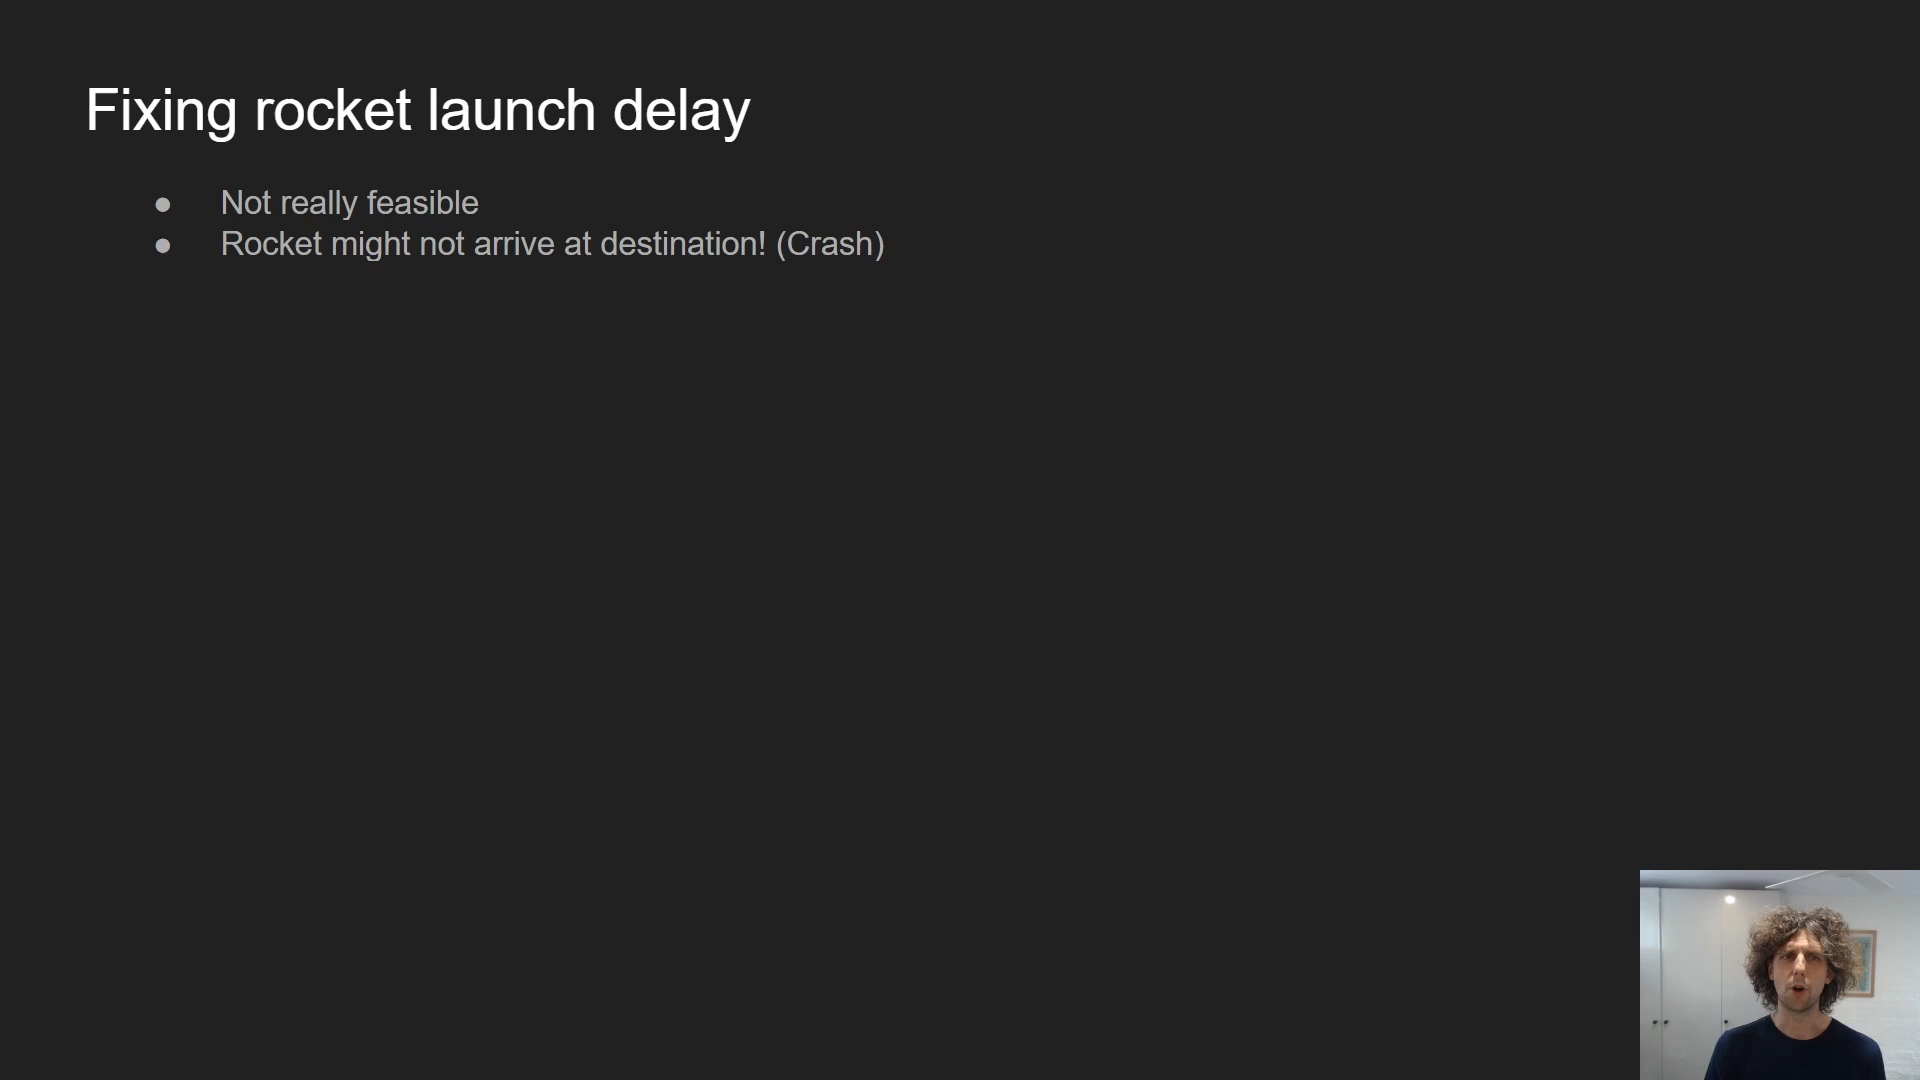 Fixing rocket launch delay
● Not really feasible
● Rocket might not arrive at destination! (Crash)